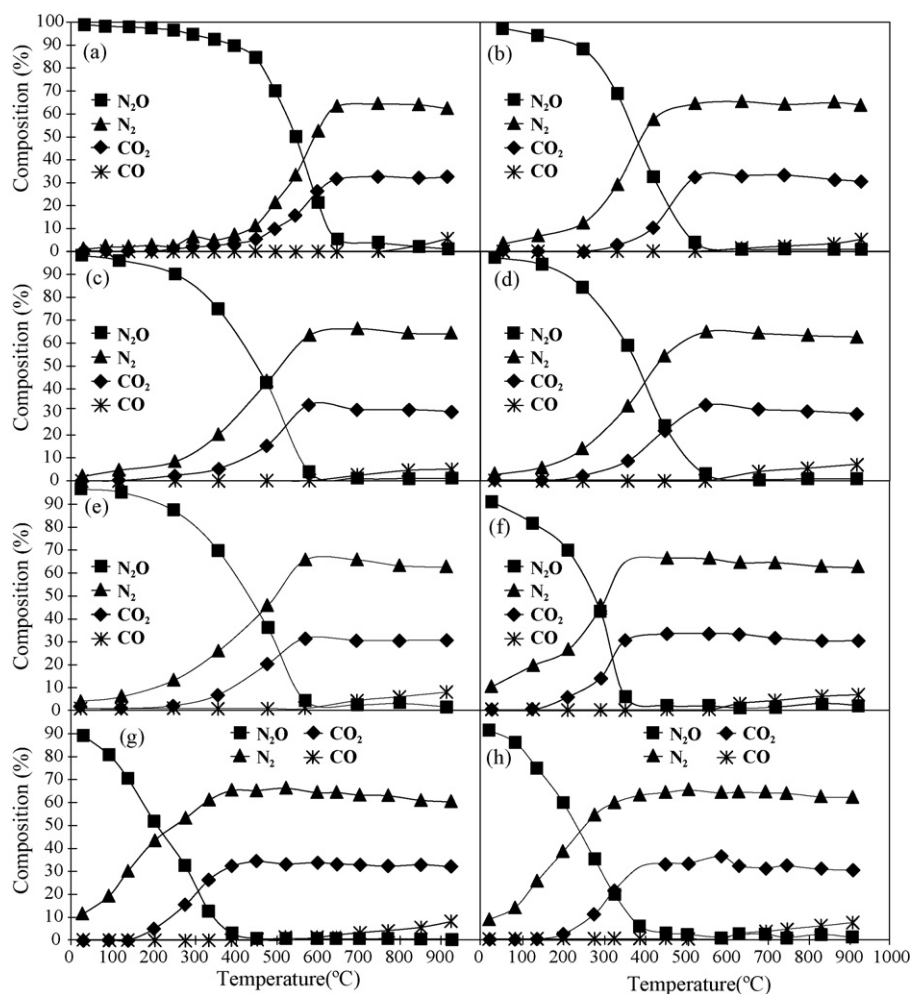 Composition (%)
100
90
80
70
60
50
40
30
20
10
0
(a)
N₂O
N₂
CO₂
CO
(b)
N₂O
N₂
CO₂
CO
Composition (%)
90
80
70
60
50
40
30
20
10
0
(c)
N₂O
N₂
CO₂
CO
(d)
N₂O
N₂
CO₂
CO
Composition (%)
90
80
70
60
50
40
30
20
10
0
(e)
N₂O
N₂
CO₂
CO
(f)
N₂O
N₂
CO₂
CO
Composition (%)
90
80
70
60
50
40
30
20
10
0
(g)
N₂O CO₂
N₂ CO
(h)
N₂O CO₂
N₂ CO
0 100 200 300 400 500 600 700 800 900
0 100 200 300 400 500 600 700 800 900 1000
Temperature(ºC)
Temperature(ºC)